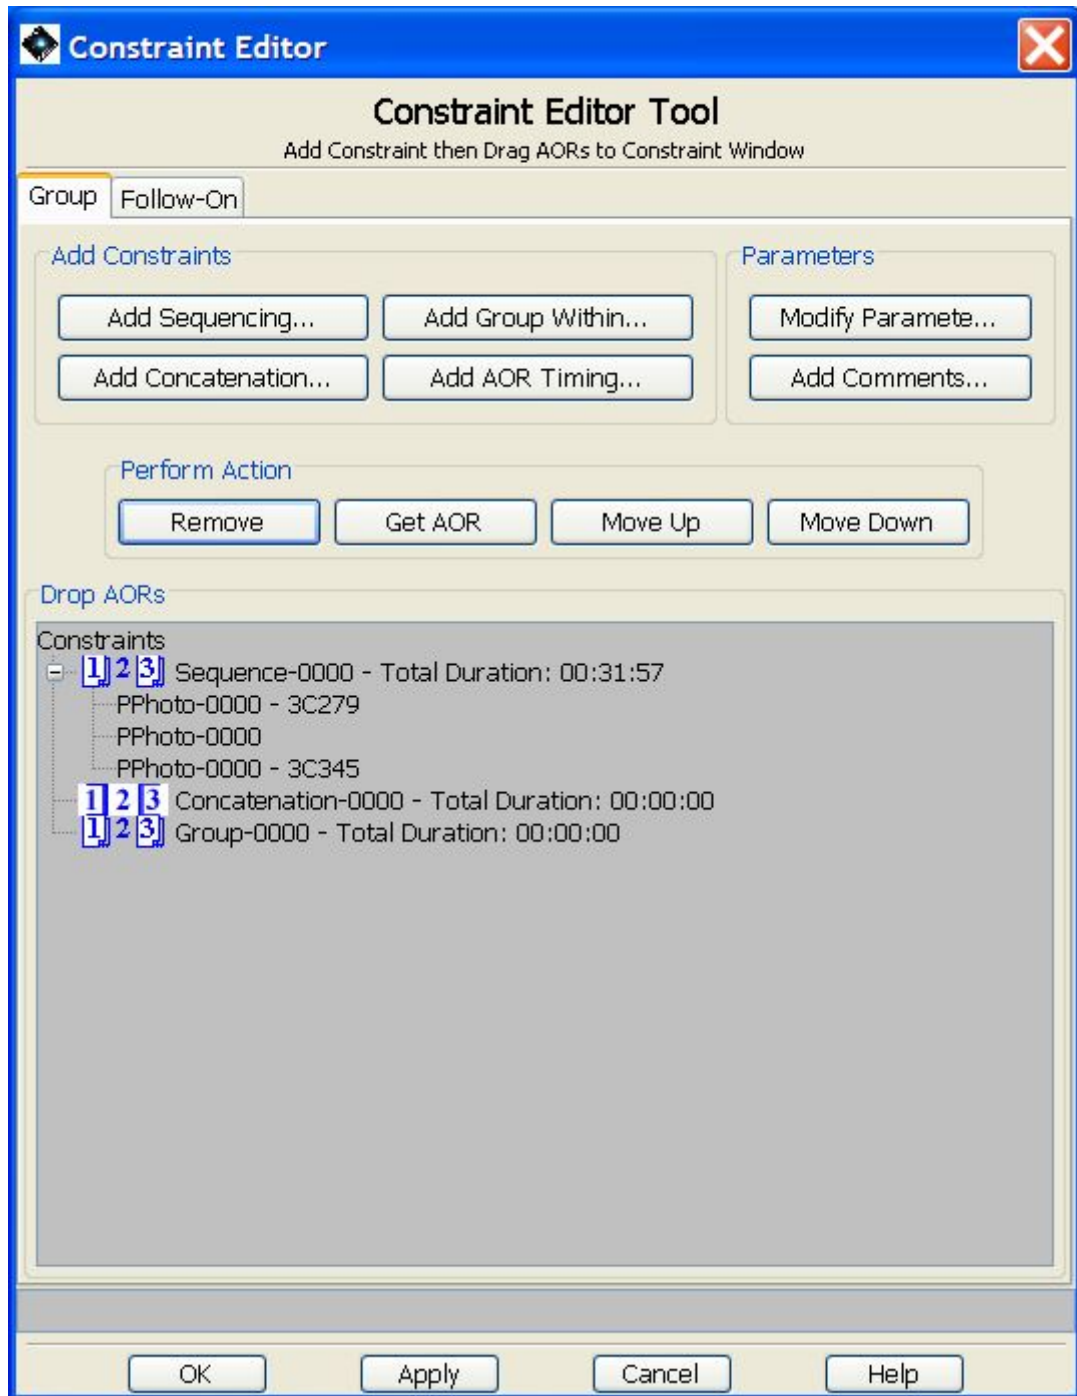 Constraint Editor
Constraint Editor Tool
Add Constraint then Drag AORs to Constraint Window
Group Follow-On
Add Constraints Parameters
Add Sequencing... Add Group Within... Modify Paramete...
Add Concatenation... Add AOR Timing... Add Comments...
Perform Action
Remove Get AOR Move Up Move Down
Drop AORs
Constraints
1 2 3 Sequence-0000 - Total Duration: 00:31:57
PPhoto-0000 - 3C279
PPhoto-0000
PPhoto-0000 - 3C345
1 2 3 Concatenation-0000 - Total Duration: 00:00:00
1 2 3 Group-0000 - Total Duration: 00:00:00
OK Apply Cancel Help